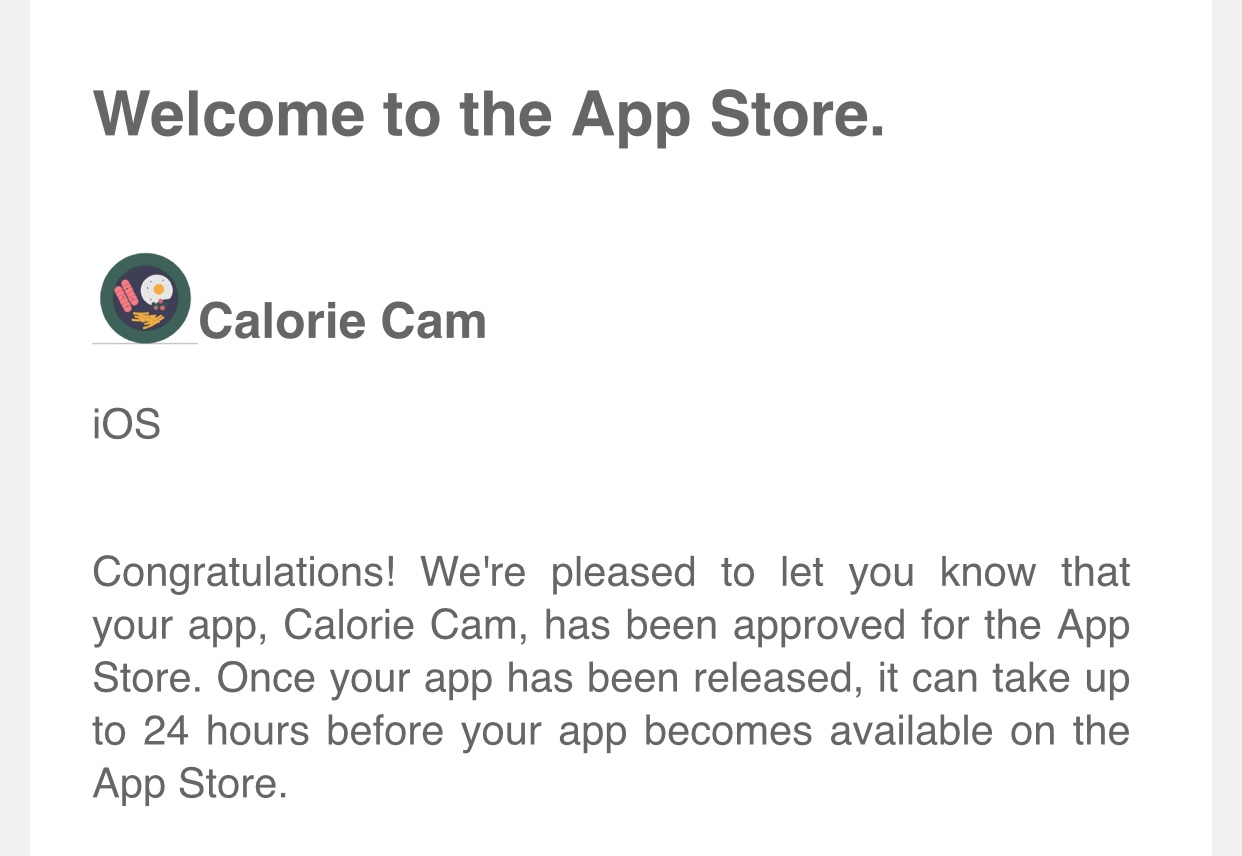 Welcome to the App Store.
Calorie Cam
iOS
Congratulations! We're pleased to let you know that
your app, Calorie Cam, has been approved for the App
Store. Once your app has been released, it can take up
to 24 hours before your app becomes available on the
App Store.